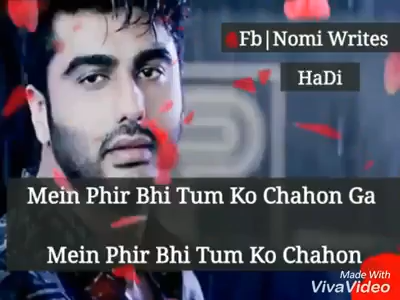 Fb|Nomi Writes
HaDi
Mein Phir Bhi Tum Ko Chahon Ga
Mein Phir Bhi Tum Ko Chahon
Made With
VivaVideo